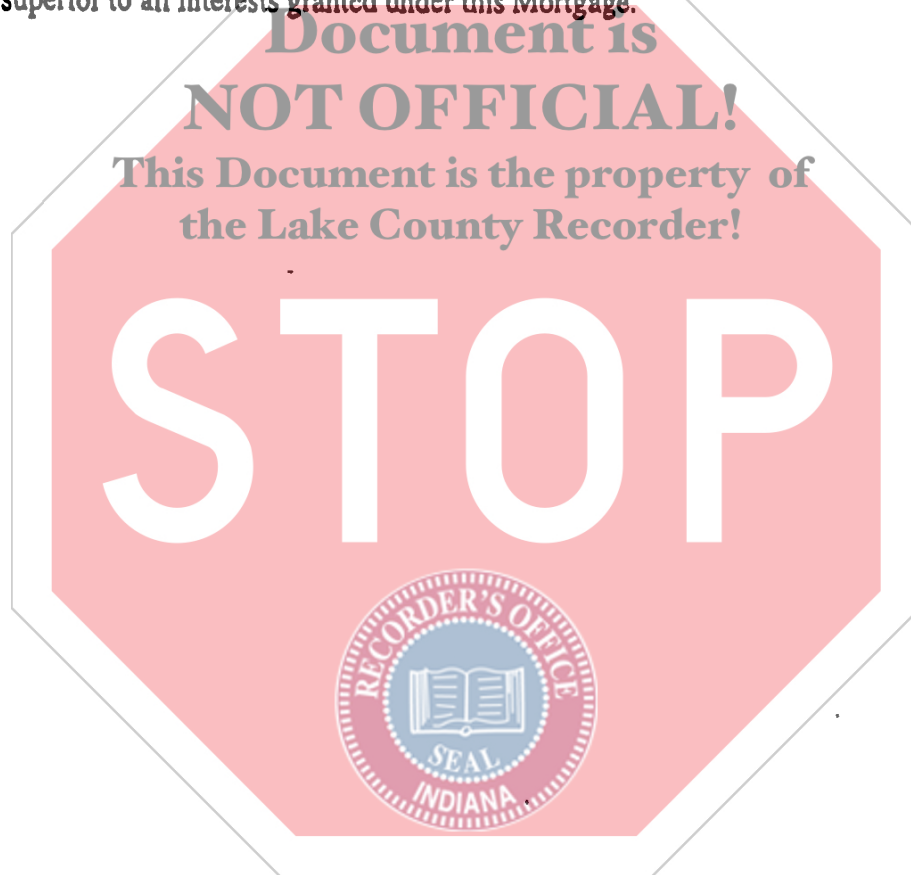 superior to all interests granted under this Mortgage.
Document is
NOT OFFICIAL!
This Document is the property of
the Lake County Recorder!
STOP
RECORDER'S OFFICE
SEAL
INDIANA